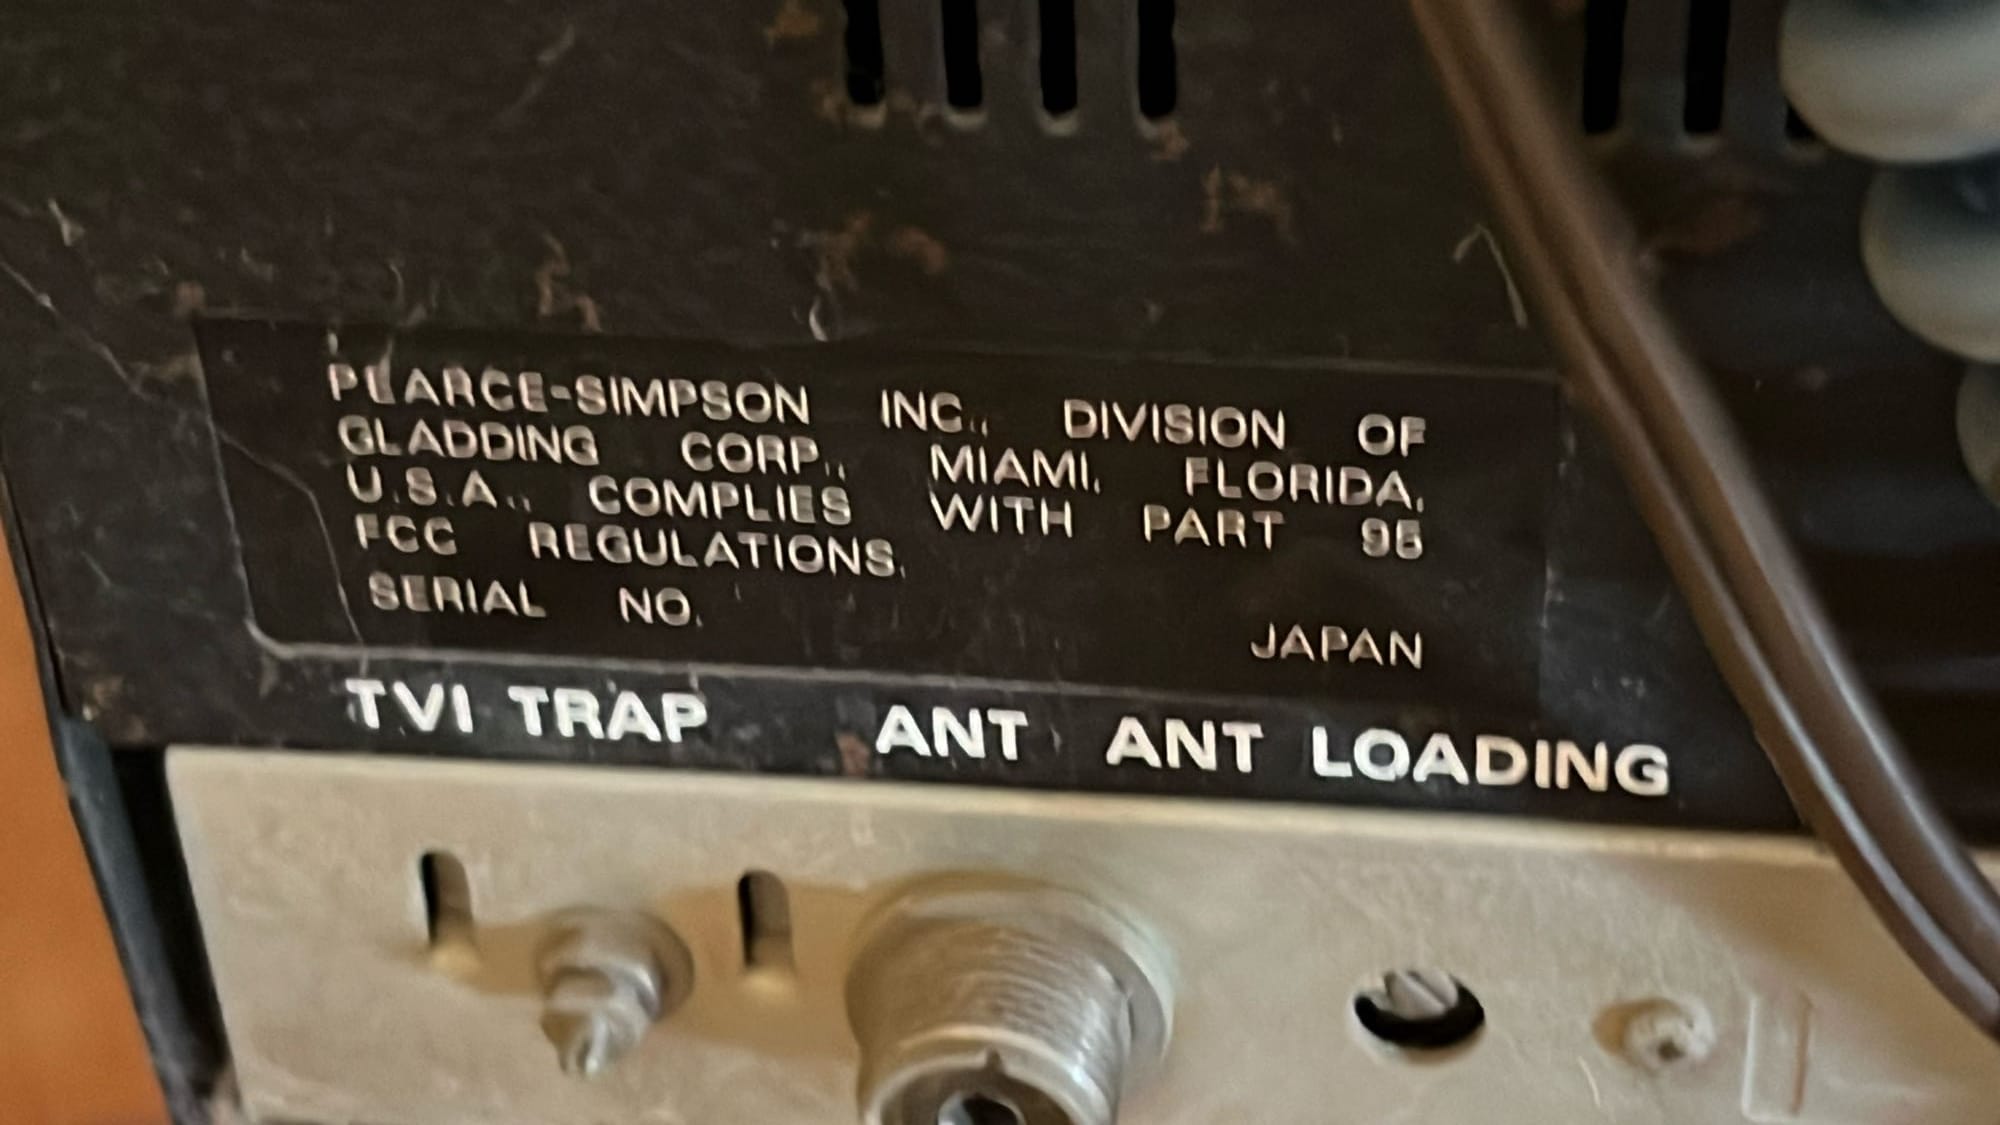 PEARCE-SIMPSON INC., DIVISION OF
GLADDING CORP., MIAMI, FLORIDA,
U.S.A., COMPLIES WITH PART 95
FCC REGULATIONS.
SERIAL NO.
JAPAN
TVI TRAP ANT ANT LOADING